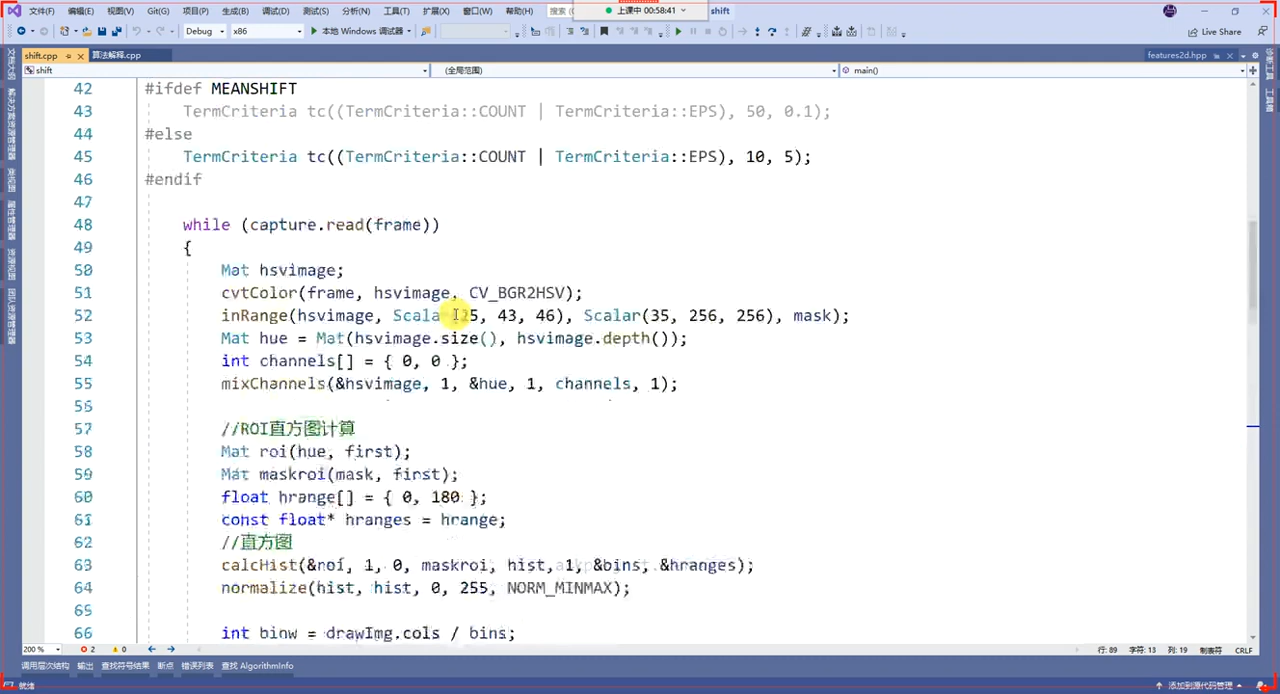 文件(F) 编辑(E) 视图(V) Git(G) 项目(P) 生成(B) 调试(D) 测试(S) 分析(N) 工具(T) 扩展(X) 窗口(W) 帮助(H) 搜索 上课中 00:58:41 shift
Debug x86 本地 Windows 调试器 Live Share
shift.cpp 算法解释.cpp features2d.hpp
shift (全局范围) main()
42 #ifdef MEANSHIFT
43 TermCriteria tc((TermCriteria::COUNT | TermCriteria::EPS), 50, 0.1);
44 #else
45 TermCriteria tc((TermCriteria::COUNT | TermCriteria::EPS), 10, 5);
46 #endif
47
48 while (capture.read(frame))
49 {
50 Mat hsvimage;
51 cvtColor(frame, hsvimage, CV_BGR2HSV);
52 inRange(hsvimage, Scalar(25, 43, 46), Scalar(35, 256, 256), mask);
53 Mat hue = Mat(hsvimage.size(), hsvimage.depth());
54 int channels[] = { 0, 0 };
55 mixChannels(&hsvimage, 1, &hue, 1, channels, 1);
56
57 //ROI直方图计算
58 Mat roi(hue, first);
59 Mat maskroi(mask, first);
60 float hrange[] = { 0, 180 };
61 const float* hranges = hrange;
62 //直方图
63 calcHist(&roi, 1, 0, maskroi, hist, 1, &bins, &hranges);
64 normalize(hist, hist, 0, 255, NORM_MINMAX);
65
66 int binw = drawImg.cols / bins;
200 % 2 0 行: 89 字符: 13 列: 19 制表符 CRLF
调用层次结构 输出 查找符号结果 断点 错误列表 查找 AlgorithmInfo
就绪 添加到源代码管理